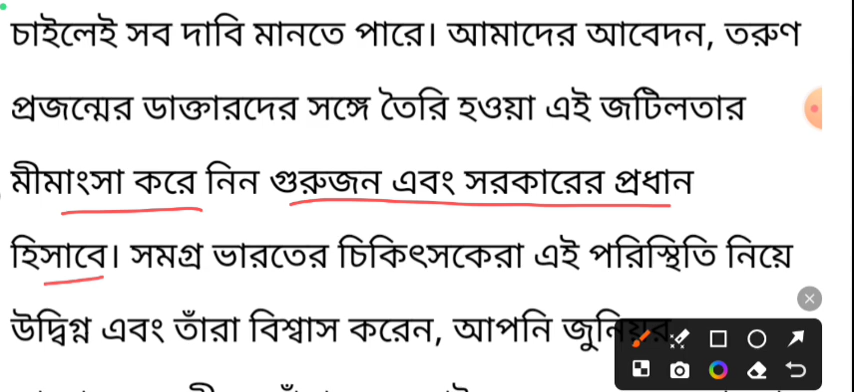 চাইলেই সব দাবি মানতে পারে। আমাদের আবেদন, তরুণ
প্রজন্মের ডাক্তারদের সঙ্গে তৈরি হওয়া এই জটিলতার
মীমাংসা করে নিন গুরুজন এবং সরকারের প্রধান
হিসাবে। সমগ্র ভারতের চিকিৎসকেরা এই পরিস্থিতি নিয়ে
উদ্বিগ্ন এবং তাঁরা বিশ্বাস করেন, আপনি জুনিয়র